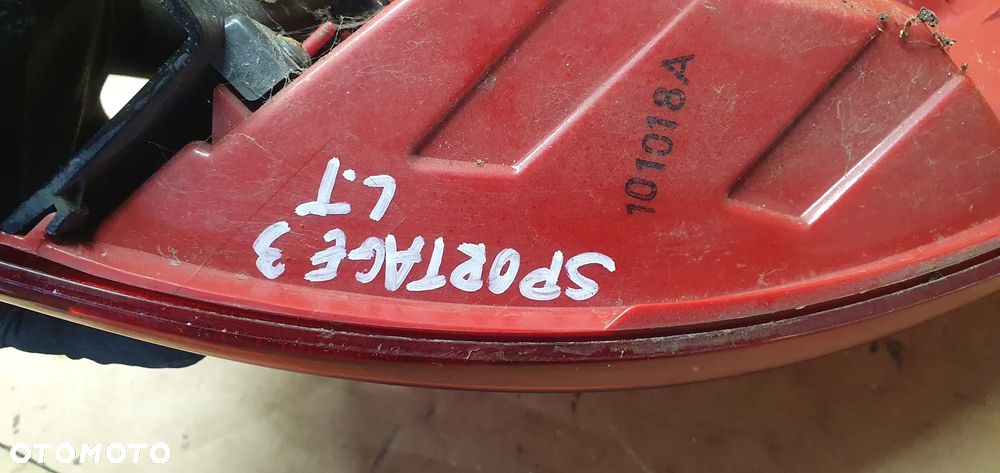 101018A
SPORTAGE 3
L.T
OTOMOTO